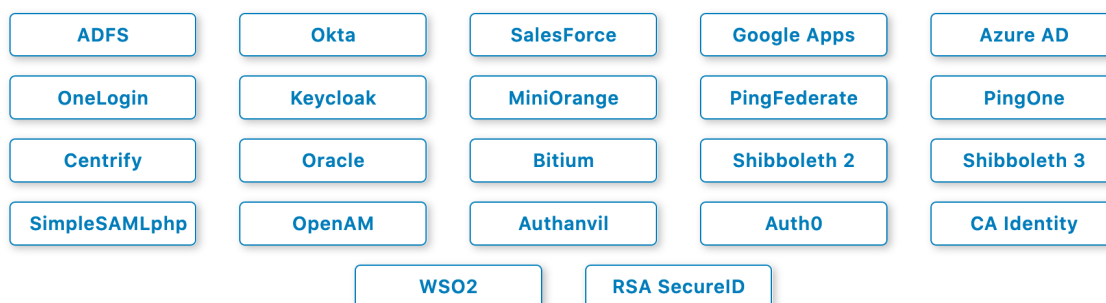 ADFS Okta SalesForce Google Apps Azure AD
OneLogin Keycloak MiniOrange PingFederate PingOne
Centrify Oracle Bitium Shibboleth 2 Shibboleth 3
SimpleSAMLphp OpenAM Authanvil Auth0 CA Identity
WSO2 RSA SecureID